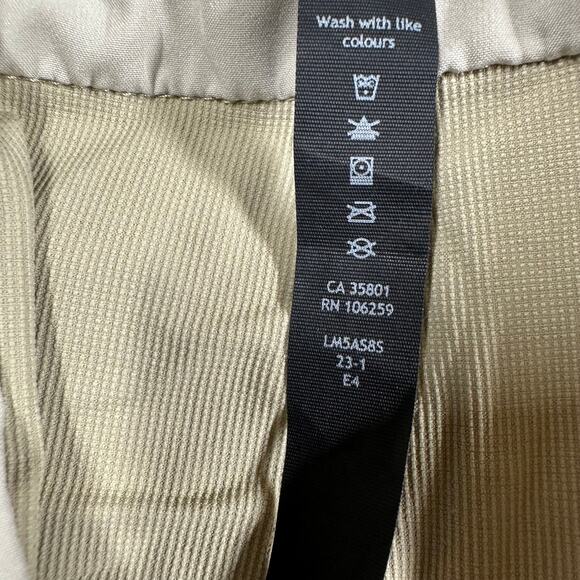 Wash with like
colours
CA 35801
RN 106259
LM5AS8S
23-1
E4